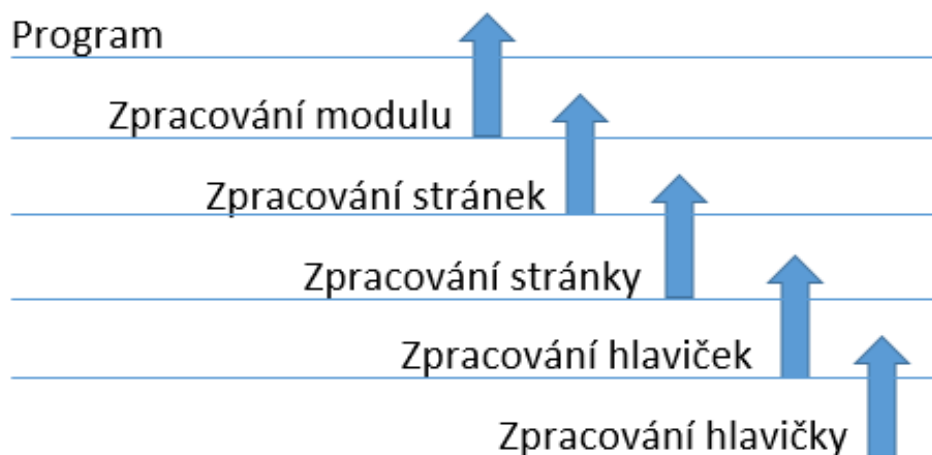 Program
Zpracování modulu
Zpracování stránek
Zpracování stránky
Zpracování hlaviček
Zpracování hlavičky